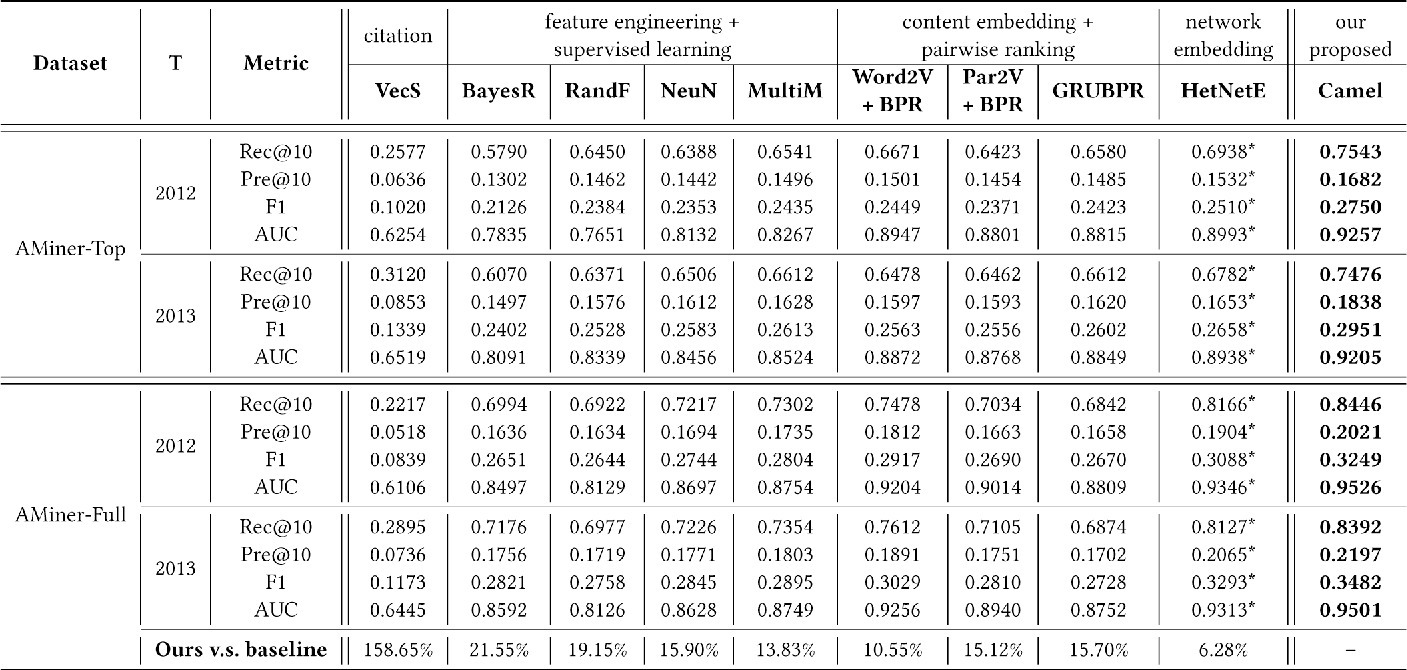 Dataset T Metric citation feature engineering + supervised learning content embedding + pairwise ranking network embedding our proposed
VecS BayesR RandF NeuN MultiM Word2V + BPR Par2V + BPR GRUBPR HetNetE Camel
AMiner-Top 2012 Rec@10 0.2577 0.5790 0.6450 0.6388 0.6541 0.6671 0.6423 0.6580 0.6938* 0.7543
Pre@10 0.0636 0.1302 0.1462 0.1442 0.1496 0.1501 0.1454 0.1485 0.1532* 0.1682
F1 0.1020 0.2126 0.2384 0.2353 0.2435 0.2449 0.2371 0.2423 0.2510* 0.2750
AUC 0.6254 0.7835 0.7651 0.8132 0.8267 0.8947 0.8801 0.8815 0.8993* 0.9257
2013 Rec@10 0.3120 0.6070 0.6371 0.6506 0.6612 0.6478 0.6462 0.6612 0.6782* 0.7476
Pre@10 0.0853 0.1497 0.1576 0.1612 0.1628 0.1597 0.1593 0.1620 0.1653* 0.1838
F1 0.1339 0.2402 0.2528 0.2583 0.2613 0.2563 0.2556 0.2602 0.2658* 0.2951
AUC 0.6519 0.8091 0.8339 0.8456 0.8524 0.8872 0.8768 0.8849 0.8938* 0.9205
AMiner-Full 2012 Rec@10 0.2217 0.6994 0.6922 0.7217 0.7302 0.7478 0.7034 0.6842 0.8166* 0.8446
Pre@10 0.0518 0.1636 0.1634 0.1694 0.1735 0.1812 0.1663 0.1658 0.1904* 0.2021
F1 0.0839 0.2651 0.2644 0.2744 0.2804 0.2917 0.2690 0.2670 0.3088* 0.3249
AUC 0.6106 0.8497 0.8129 0.8697 0.8754 0.9204 0.9014 0.8809 0.9346* 0.9526
2013 Rec@10 0.2895 0.7176 0.6977 0.7226 0.7354 0.7612 0.7105 0.6874 0.8127* 0.8392
Pre@10 0.0736 0.1756 0.1719 0.1771 0.1803 0.1891 0.1751 0.1702 0.2065* 0.2197
F1 0.1173 0.2821 0.2758 0.2845 0.2895 0.3029 0.2810 0.2728 0.3293* 0.3482
AUC 0.6445 0.8592 0.8126 0.8628 0.8749 0.9256 0.8940 0.8752 0.9313* 0.9501
Ours v.s. baseline 158.65% 21.55% 19.15% 15.90% 13.83% 10.55% 15.12% 15.70% 6.28% –